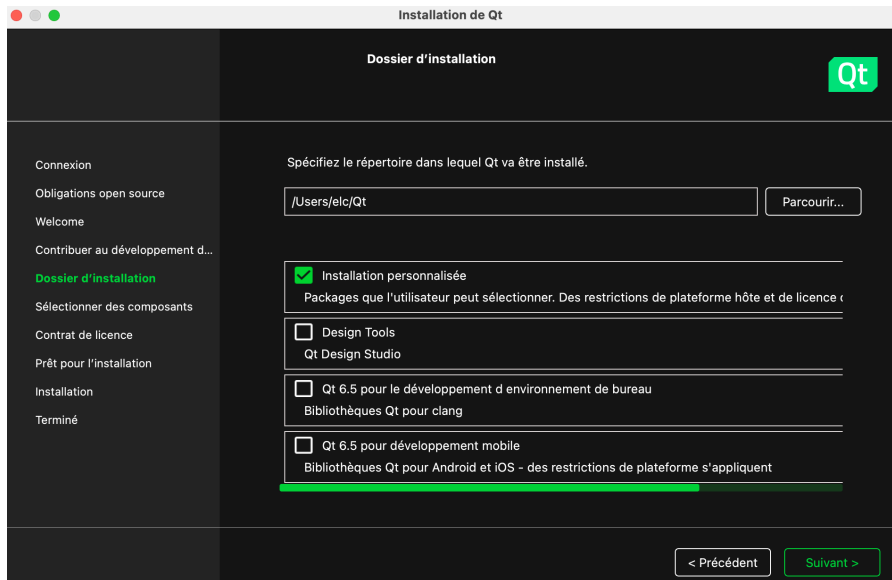 Installation de Qt
Dossier d'installation
Qt
Connexion
Obligations open source
Welcome
Contribuer au développement d...
Dossier d'installation
Sélectionner des composants
Contrat de licence
Prêt pour l'installation
Installation
Terminé
Spécifiez le répertoire dans lequel Qt va être installé.
/Users/elc/Qt
Parcourir...
Installation personnalisée
Packages que l'utilisateur peut sélectionner. Des restrictions de plateforme hôte et de licence
Design Tools
Qt Design Studio
Qt 6.5 pour le développement d environnement de bureau
Bibliothèques Qt pour clang
Qt 6.5 pour développement mobile
Bibliothèques Qt pour Android et iOS - des restrictions de plateforme s'appliquent
< Précédent
Suivant >